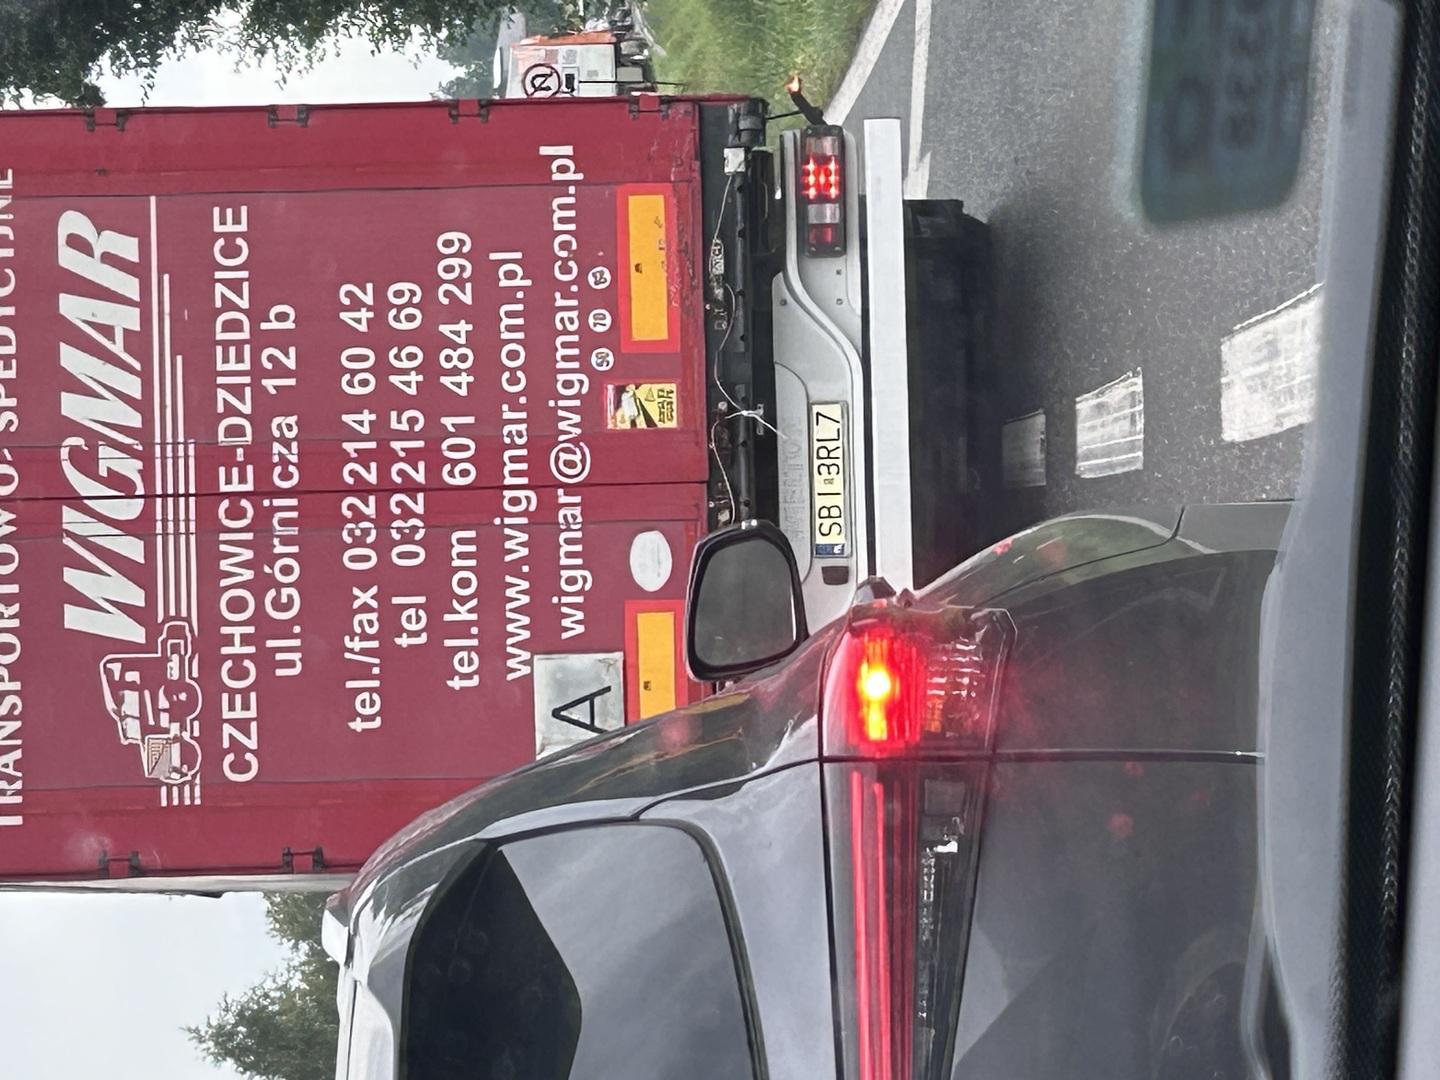 TRANSPORTOWO-SPEDYCYJNE
WIGMAR
CZECHOWICE-DZIEDZICE
ul.Górnicza 12 b
tel./fax 032 214 60 42
tel 032 215 46 69
tel.kom 601 484 299
www.wigmar.com.pl
wigmar@wigmar.com.pl
A
SBI 3RL7